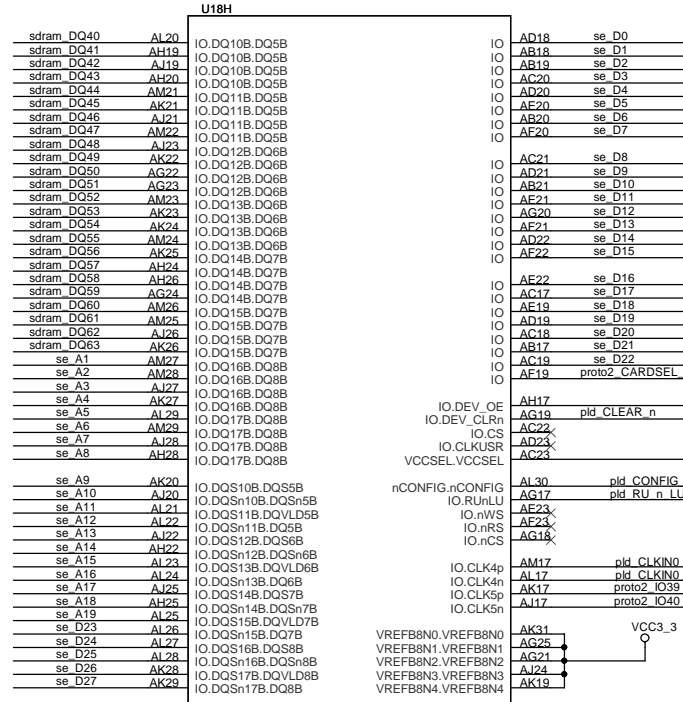 U18H
sdram_DQ40 AL20 IO.DQ10B.DQ5B IO AD18 se_D0
sdram_DQ41 AH19 IO.DQ10B.DQ5B IO AB18 se_D1
sdram_DQ42 AJ19 IO.DQ10B.DQ5B IO AB19 se_D2
sdram_DQ43 AH20 IO.DQ10B.DQ5B IO AC20 se_D3
sdram_DQ44 AM21 IO.DQ11B.DQ5B IO AD20 se_D4
sdram_DQ45 AK21 IO.DQ11B.DQ5B IO AE20 se_D5
sdram_DQ46 AJ21 IO.DQ11B.DQ5B IO AB20 se_D6
sdram_DQ47 AM22 IO.DQ11B.DQ5B IO AF20 se_D7
sdram_DQ48 AJ23 IO.DQ12B.DQ6B
sdram_DQ49 AK22 IO.DQ12B.DQ6B IO AC21 se_D8
sdram_DQ50 AG22 IO.DQ12B.DQ6B IO AD21 se_D9
sdram_DQ51 AG23 IO.DQ12B.DQ6B IO AB21 se_D10
sdram_DQ52 AM23 IO.DQ13B.DQ6B IO AE21 se_D11
sdram_DQ53 AK23 IO.DQ13B.DQ6B IO AG20 se_D12
sdram_DQ54 AK24 IO.DQ13B.DQ6B IO AF21 se_D13
sdram_DQ55 AM24 IO.DQ13B.DQ6B IO AD22 se_D14
sdram_DQ56 AK25 IO.DQ14B.DQ7B IO AF22 se_D15
sdram_DQ57 AH24 IO.DQ14B.DQ7B
sdram_DQ58 AH26 IO.DQ14B.DQ7B IO AE22 se_D16
sdram_DQ59 AG24 IO.DQ14B.DQ7B IO AC17 se_D17
sdram_DQ60 AM26 IO.DQ15B.DQ7B IO AE19 se_D18
sdram_DQ61 AM25 IO.DQ15B.DQ7B IO AD19 se_D19
sdram_DQ62 AJ26 IO.DQ15B.DQ7B IO AC18 se_D20
sdram_DQ63 AK26 IO.DQ15B.DQ7B IO AB17 se_D21
se_A1 AM27 IO.DQ16B.DQ8B IO AC19 se_D22
se_A2 AM28 IO.DQ16B.DQ8B IO AF19 proto2_CARDSEL_
se_A3 AJ27 IO.DQ16B.DQ8B
se_A4 AK27 IO.DQ16B.DQ8B IO.DEV_OE AH17
se_A5 AL29 IO.DQ17B.DQ8B IO.DEV_CLRn AG19 pld_CLEAR_n
se_A6 AM29 IO.DQ17B.DQ8B IO.CS AC22
se_A7 AJ28 IO.DQ17B.DQ8B IO.CLKUSR AD23
se_A8 AH28 IO.DQ17B.DQ8B VCCSEL.VCCSEL AC23
se_A9 AK20 IO.DQS10B.DQS5B nCONFIG.nCONFIG AL30 pld_CONFIG_
se_A10 AJ20 IO.DQSn10B.DQSn5B IO.RUnLU AG17 pld_RU_n_LU
se_A11 AL21 IO.DQS11B.DQVLD5B IO.nWS AE23
se_A12 AL22 IO.DQSn11B.DQ5B IO.nRS AF23
se_A13 AJ22 IO.DQS12B.DQS6B IO.nCS AG18
se_A14 AH22 IO.DQSn12B.DQSn6B
se_A15 AL23 IO.DQS13B.DQVLD6B IO.CLK4p AM17 pld_CLKIN0
se_A16 AL24 IO.DQSn13B.DQ6B IO.CLK4n AL17 pld_CLKIN0
se_A17 AJ25 IO.DQS14B.DQS7B IO.CLK5p AK17 proto2_IO39
se_A18 AH25 IO.DQSn14B.DQSn7B IO.CLK5n AJ17 proto2_IO40
se_A19 AL25 IO.DQS15B.DQVLD7B
se_D23 AL26 IO.DQSn15B.DQ7B VREFB8N0.VREFB8N0 AK31 VCC3_3
se_D24 AL27 IO.DQS16B.DQS8B VREFB8N1.VREFB8N1 AG25
se_D25 AL28 IO.DQSn16B.DQSn8B VREFB8N2.VREFB8N2 AG21
se_D26 AK28 IO.DQS17B.DQVLD8B VREFB8N3.VREFB8N3 AJ24
se_D27 AK29 IO.DQSn17B.DQ8B VREFB8N4.VREFB8N4 AK19